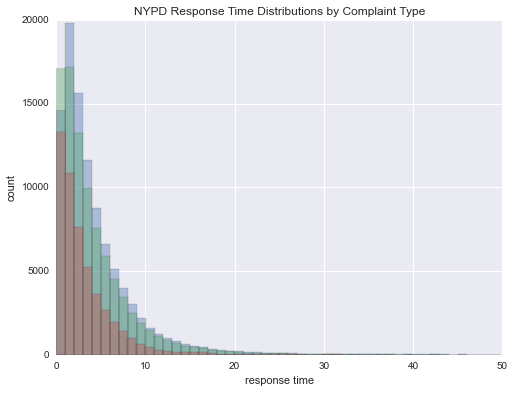 NYPD Response Time Distributions by Complaint Type
20000
15000
10000
5000
0
count
0 10 20 30 40 50
response time